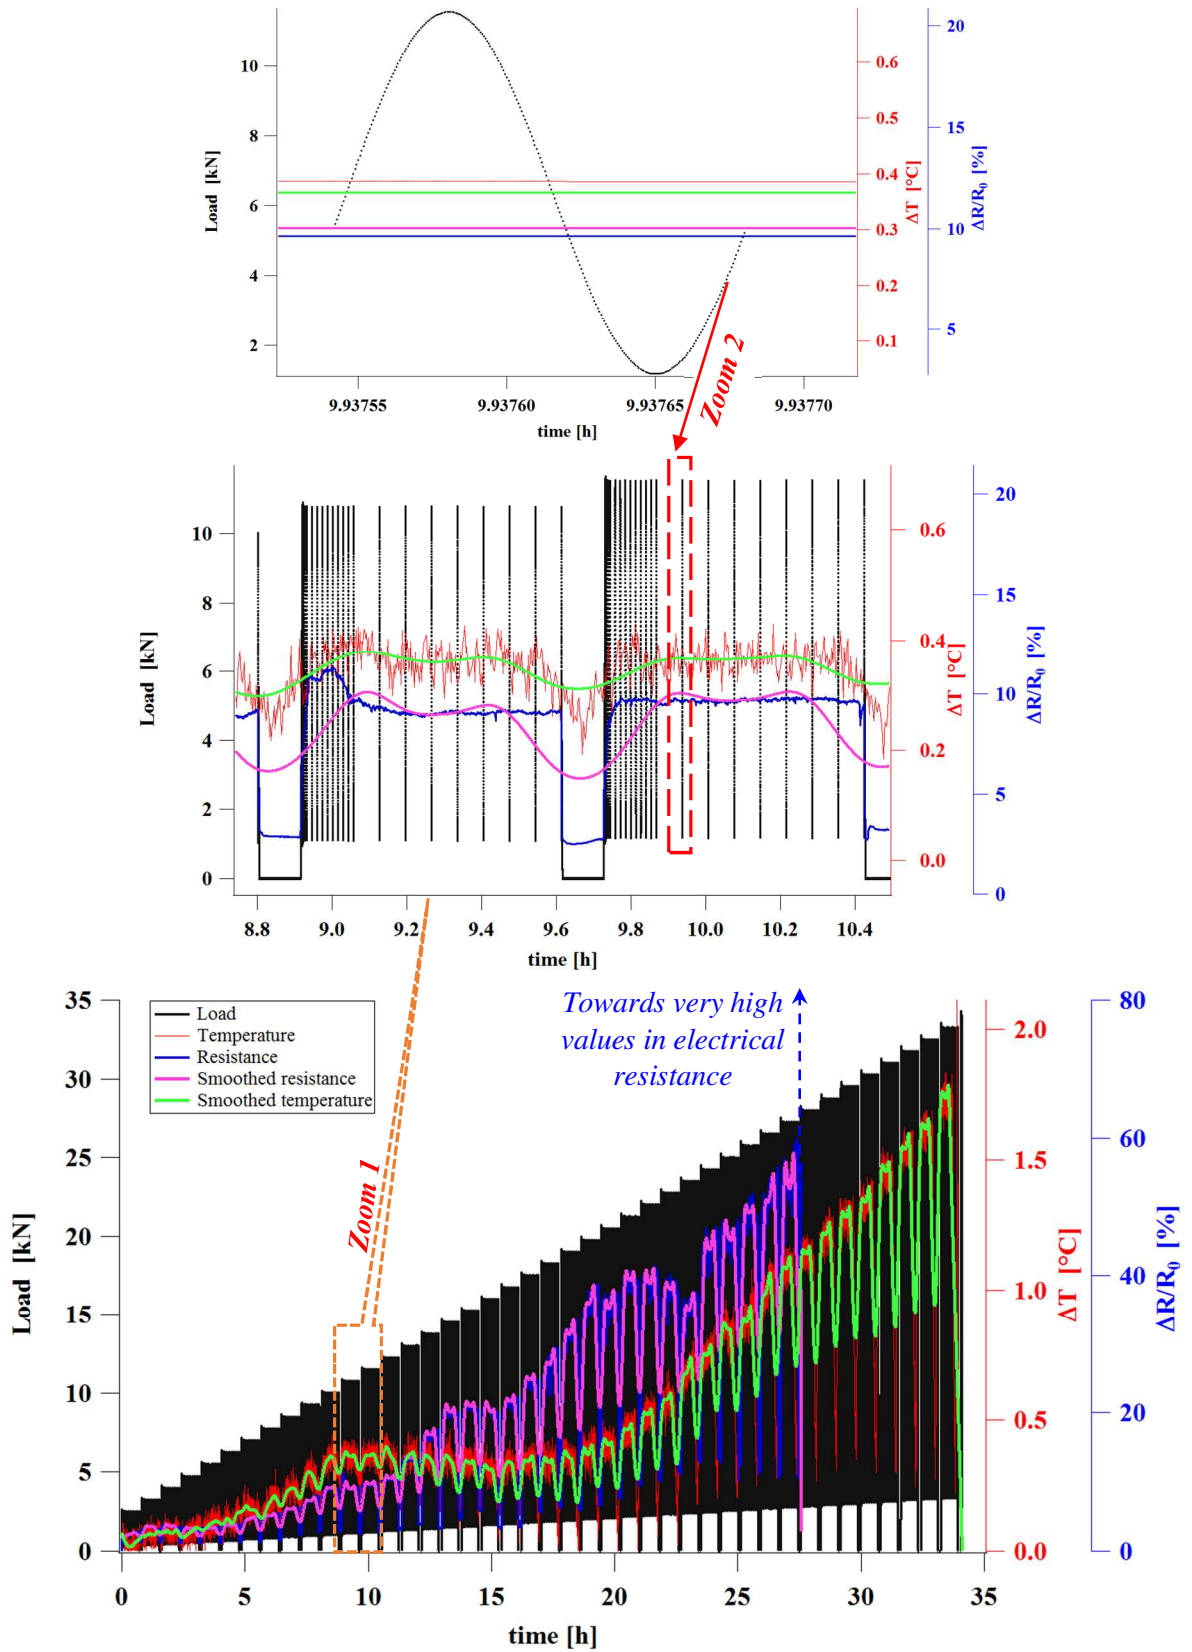 20
0.6
10
15
0.5
8
Load [kN]
0.4
ΔT [°C]
ΔR/R0 [%]
6
0.3
10
4
0.2
5
2
0.1
9.93755 9.93760 9.93765 9.93770
time [h]
Zoom 2
20
10
0.6
15
8
Load [kN]
0.4
ΔT [°C]
ΔR/R0 [%]
6
10
4
0.2
5
2
0.0
0
0
8.8 9.0 9.2 9.4 9.6 9.8 10.0 10.2 10.4
time [h]
Zoom 1
35
Load
Temperature
Resistance
Smoothed resistance
Smoothed temperature
Towards very high
values in electrical
resistance
2.0
80
30
25
1.5
60
20
Load [kN]
1.0
ΔT [°C]
40
ΔR/R0 [%]
15
10
0.5
20
5
0
0.0
0
0 5 10 15 20 25 30 35
time [h]